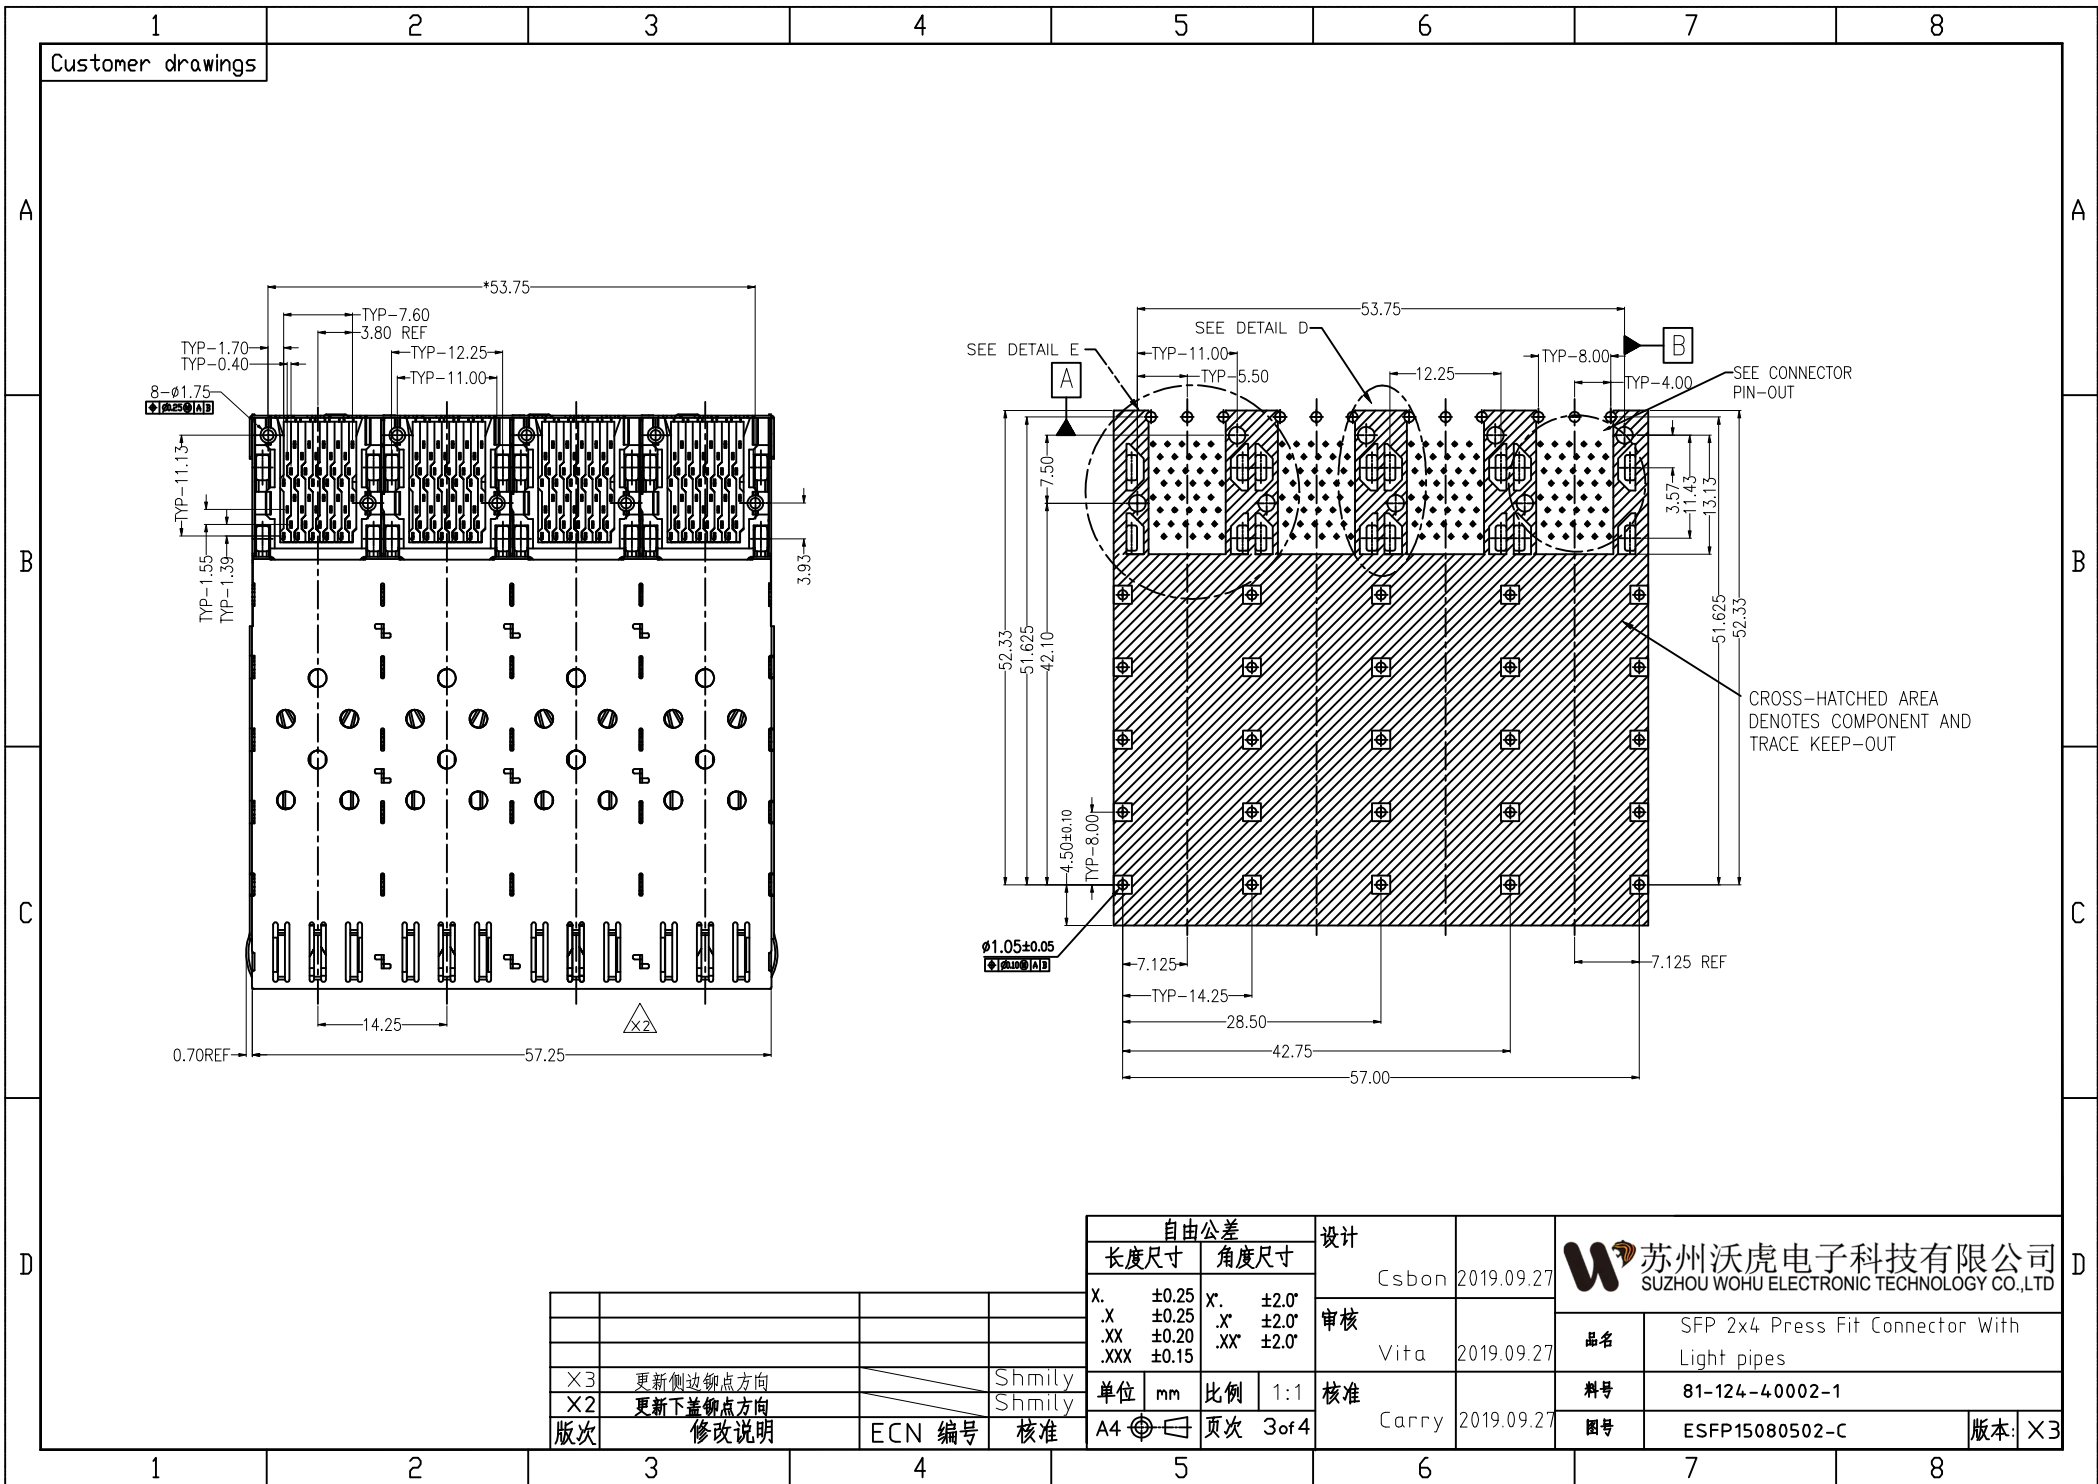 1 2 3 4 5 6 7 8
Customer drawings
A A
B B
C C
D D
*53.75
TYP-7.60
3.80 REF
TYP-1.70
TYP-12.25
TYP-0.40
TYP-11.00
8-ø1.75
ø0.25 Ⓜ A B
TYP-11.13
TYP-1.55
TYP-1.39
3.93
14.25
X2
0.70REF
57.25
53.75
SEE DETAIL D
SEE DETAIL E
TYP-11.00
TYP-8.00
B
A
TYP-5.50
12.25
TYP-4.00
SEE CONNECTOR
PIN-OUT
7.50
3.57
11.43
13.13
52.33
51.625
42.10
51.625
52.33
CROSS-HATCHED AREA
DENOTES COMPONENT AND
TRACE KEEP-OUT
4.50±0.10
TYP-8.00
ø1.05±0.05
ø0.10 Ⓜ A B
7.125
7.125 REF
TYP-14.25
28.50
42.75
57.00
自由公差
长度尺寸 角度尺寸
X. ±0.25 X°. ±2.0°
.X ±0.25 .X° ±2.0°
.XX ±0.20 .XX° ±2.0°
.XXX ±0.15
单位 mm 比例 1:1
A4 页次 3of4
设计
Csbon 2019.09.27
审核
Vita 2019.09.27
核准
Carry 2019.09.27
苏州沃虎电子科技有限公司
SUZHOU WOHU ELECTRONIC TECHNOLOGY CO.,LTD
品名 SFP 2x4 Press Fit Connector With
Light pipes
料号 81-124-40002-1
图号 ESFP15080502-C 版本: X3
X3 更新侧边铆点方向 Shmily
X2 更新下盖铆点方向 Shmily
版次 修改说明 ECN 编号 核准
1 2 3 4 5 6 7 8